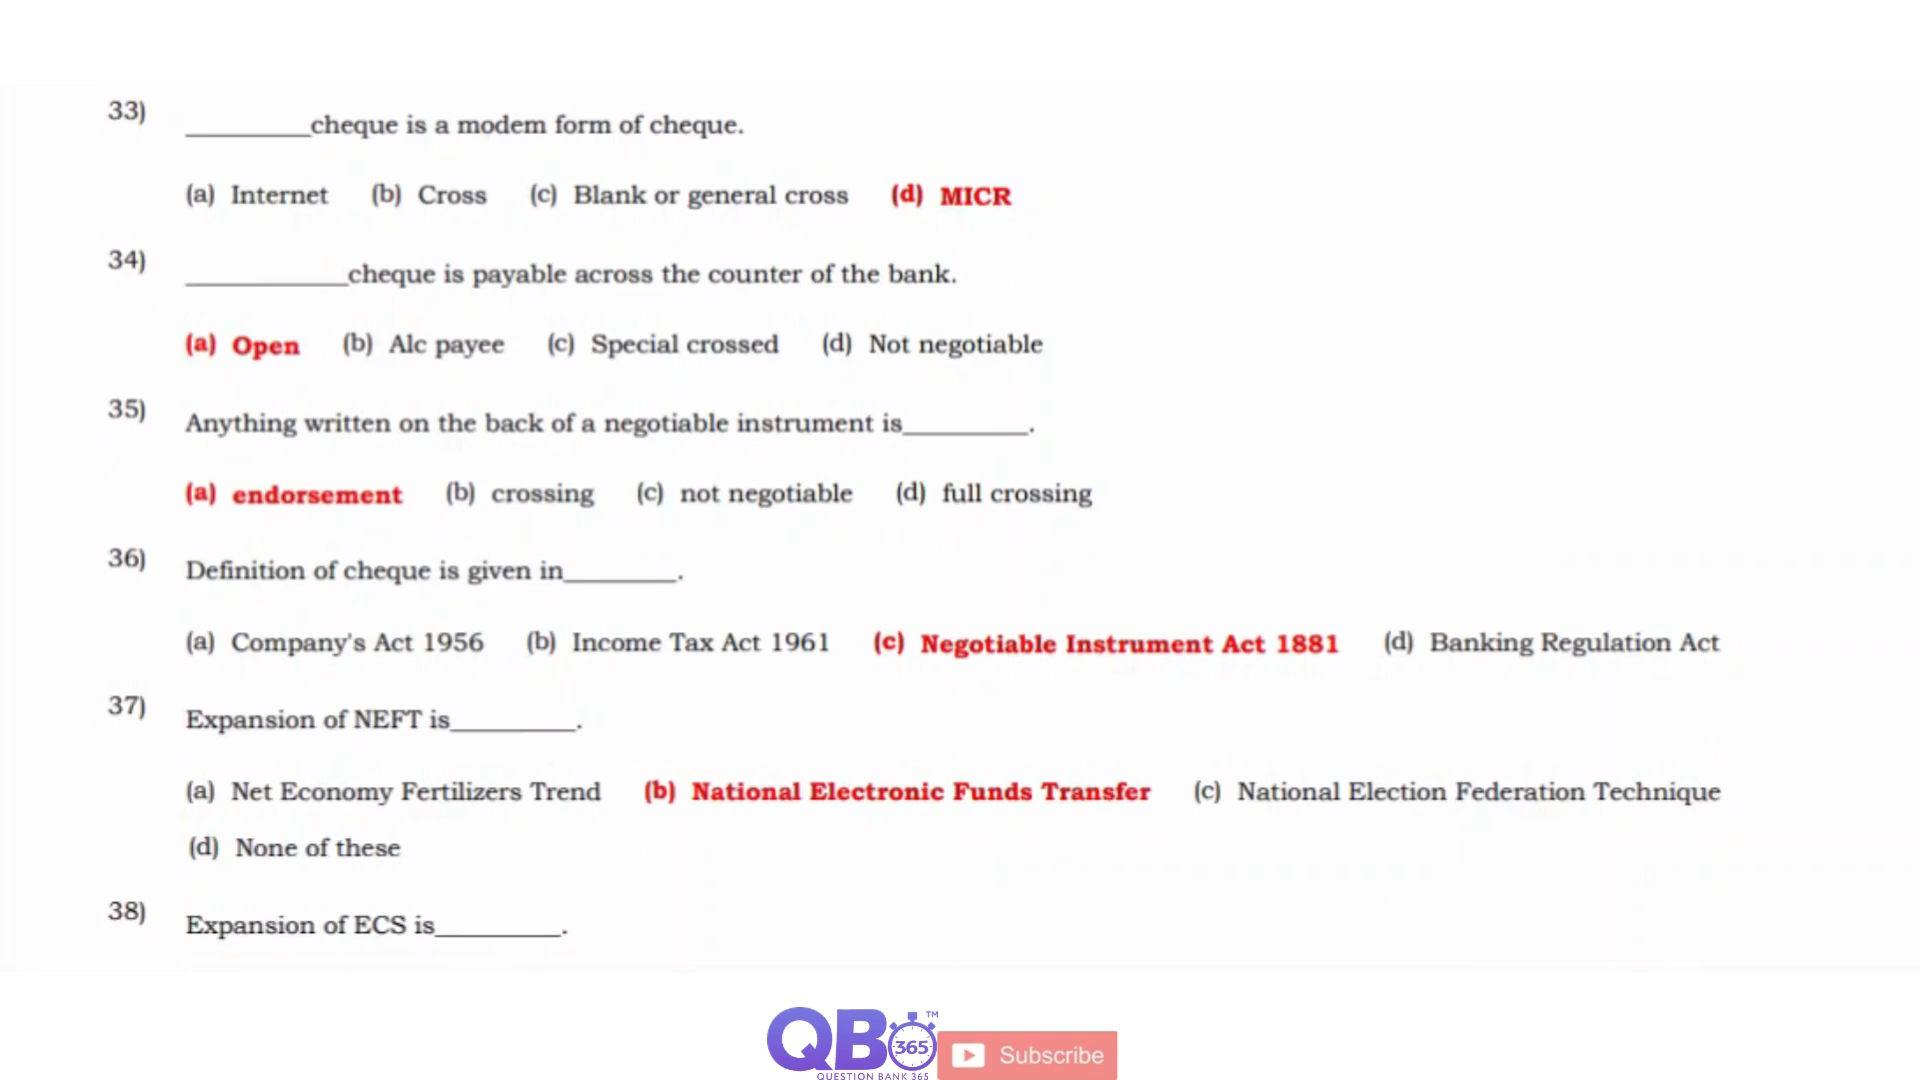 33) __________cheque is a modem form of cheque.
(a) Internet (b) Cross (c) Blank or general cross (d) MICR
34) _____________cheque is payable across the counter of the bank.
(a) Open (b) Alc payee (c) Special crossed (d) Not negotiable
35) Anything written on the back of a negotiable instrument is__________.
(a) endorsement (b) crossing (c) not negotiable (d) full crossing
36) Definition of cheque is given in_________.
(a) Company's Act 1956 (b) Income Tax Act 1961 (c) Negotiable Instrument Act 1881 (d) Banking Regulation Act
37) Expansion of NEFT is__________.
(a) Net Economy Fertilizers Trend (b) National Electronic Funds Transfer (c) National Election Federation Technique
(d) None of these
38) Expansion of ECS is__________.
QB 365 ™
QUESTION BANK 365
Subscribe